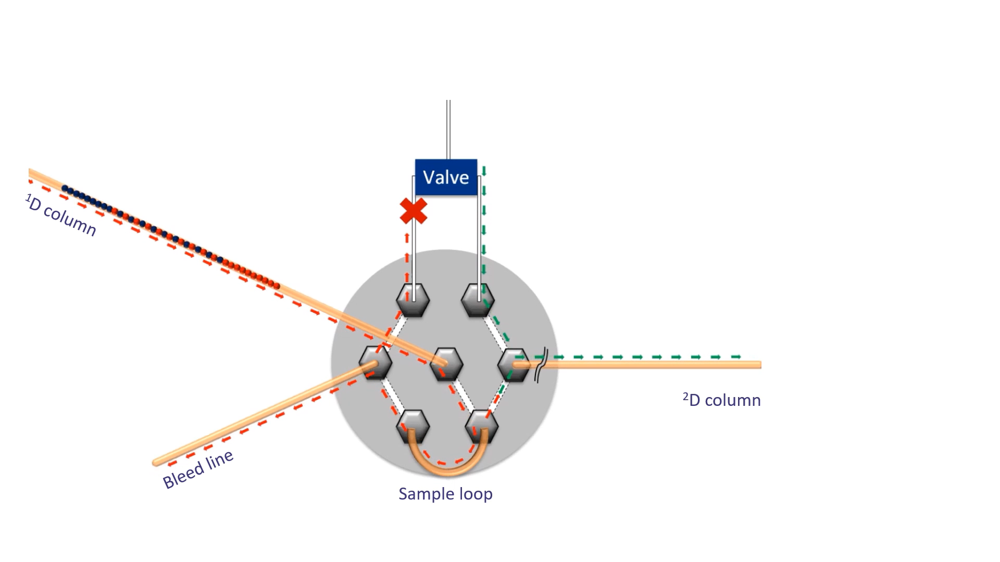 Valve
¹D column
²D column
Bleed line
Sample loop